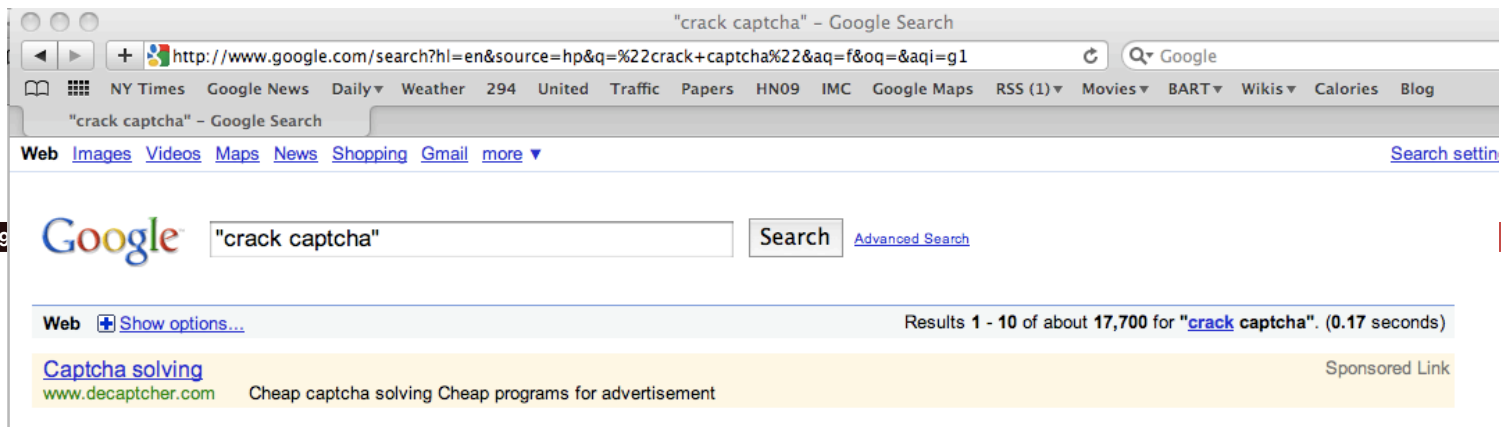 "crack captcha" – Google Search
http://www.google.com/search?hl=en&source=hp&q=%22crack+captcha%22&aq=f&oq=&aqi=g1 Google
NY Times Google News Daily▾ Weather 294 United Traffic Papers HN09 IMC Google Maps RSS (1)▾ Movies▾ BART▾ Wikis▾ Calories Blog
"crack captcha" – Google Search
Web Images Videos Maps News Shopping Gmail more ▼ Search settin
Google "crack captcha" Search Advanced Search
Web Show options... Results 1 - 10 of about 17,700 for "crack captcha". (0.17 seconds)
Captcha solving Sponsored Link
www.decaptcher.com Cheap captcha solving Cheap programs for advertisement